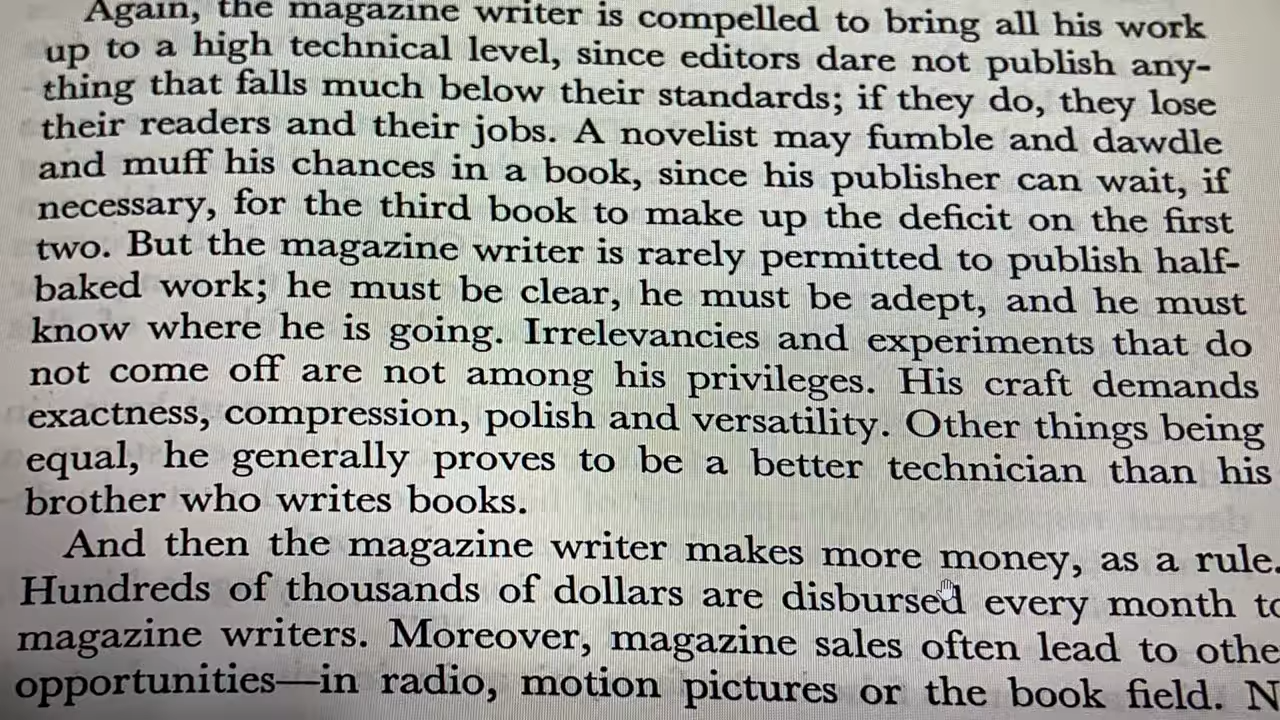 Again, the magazine writer is compelled to bring all his work
up to a high technical level, since editors dare not publish any-
thing that falls much below their standards; if they do, they lose
their readers and their jobs. A novelist may fumble and dawdle
and muff his chances in a book, since his publisher can wait, if
necessary, for the third book to make up the deficit on the first
two. But the magazine writer is rarely permitted to publish half-
baked work; he must be clear, he must be adept, and he must
know where he is going. Irrelevancies and experiments that do
not come off are not among his privileges. His craft demands
exactness, compression, polish and versatility. Other things being
equal, he generally proves to be a better technician than his
brother who writes books.
And then the magazine writer makes more money, as a rule.
Hundreds of thousands of dollars are disbursed every month to
magazine writers. Moreover, magazine sales often lead to othe
opportunities—in radio, motion pictures or the book field. N